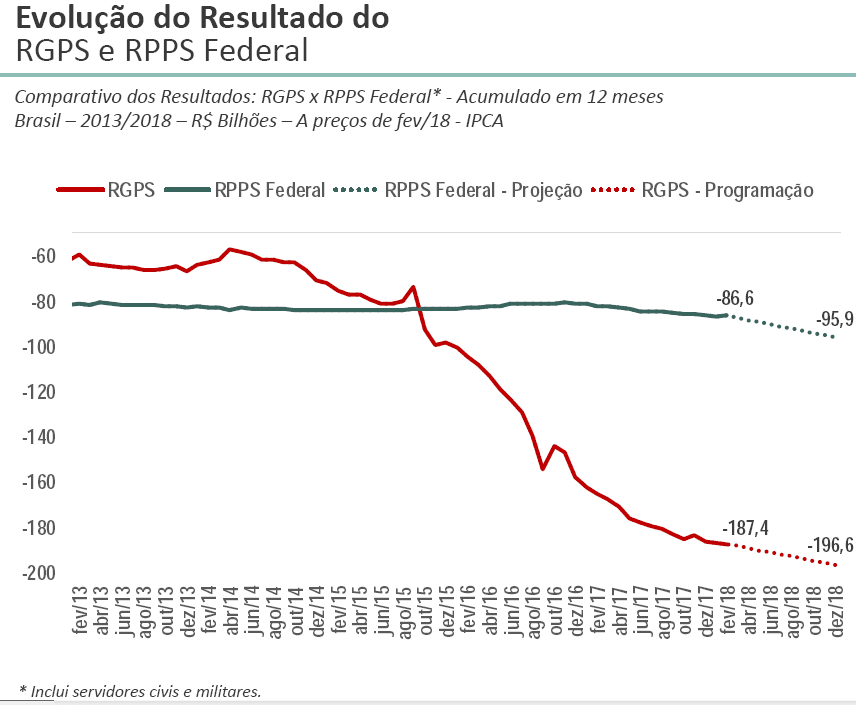 Evolução do Resultado do
RGPS e RPPS Federal
Comparativo dos Resultados: RGPS x RPPS Federal* - Acumulado em 12 meses
Brasil – 2013/2018 – R$ Bilhões – A preços de fev/18 - IPCA
RGPS RPPS Federal RPPS Federal - Projeção RGPS - Programação
-60
-80
-100
-120
-140
-160
-180
-200
-86,6
-95,9
-187,4
-196,6
fev/13 abr/13 jun/13 ago/13 out/13 dez/13 fev/14 abr/14 jun/14 ago/14 out/14 dez/14 fev/15 abr/15 jun/15 ago/15 out/15 dez/15 fev/16 abr/16 jun/16 ago/16 out/16 dez/16 fev/17 abr/17 jun/17 ago/17 out/17 dez/17 fev/18 abr/18 jun/18 ago/18 out/18 dez/18
* Inclui servidores civis e militares.